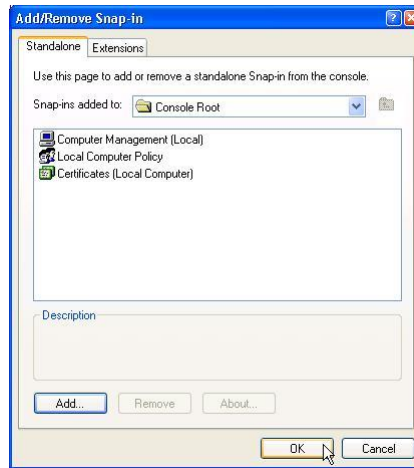 Add/Remove Snap-in
Standalone Extensions
Use this page to add or remove a standalone Snap-in from the console.
Snap-ins added to: Console Root
Computer Management (Local)
Local Computer Policy
Certificates (Local Computer)
Description
Add... Remove About...
OK Cancel